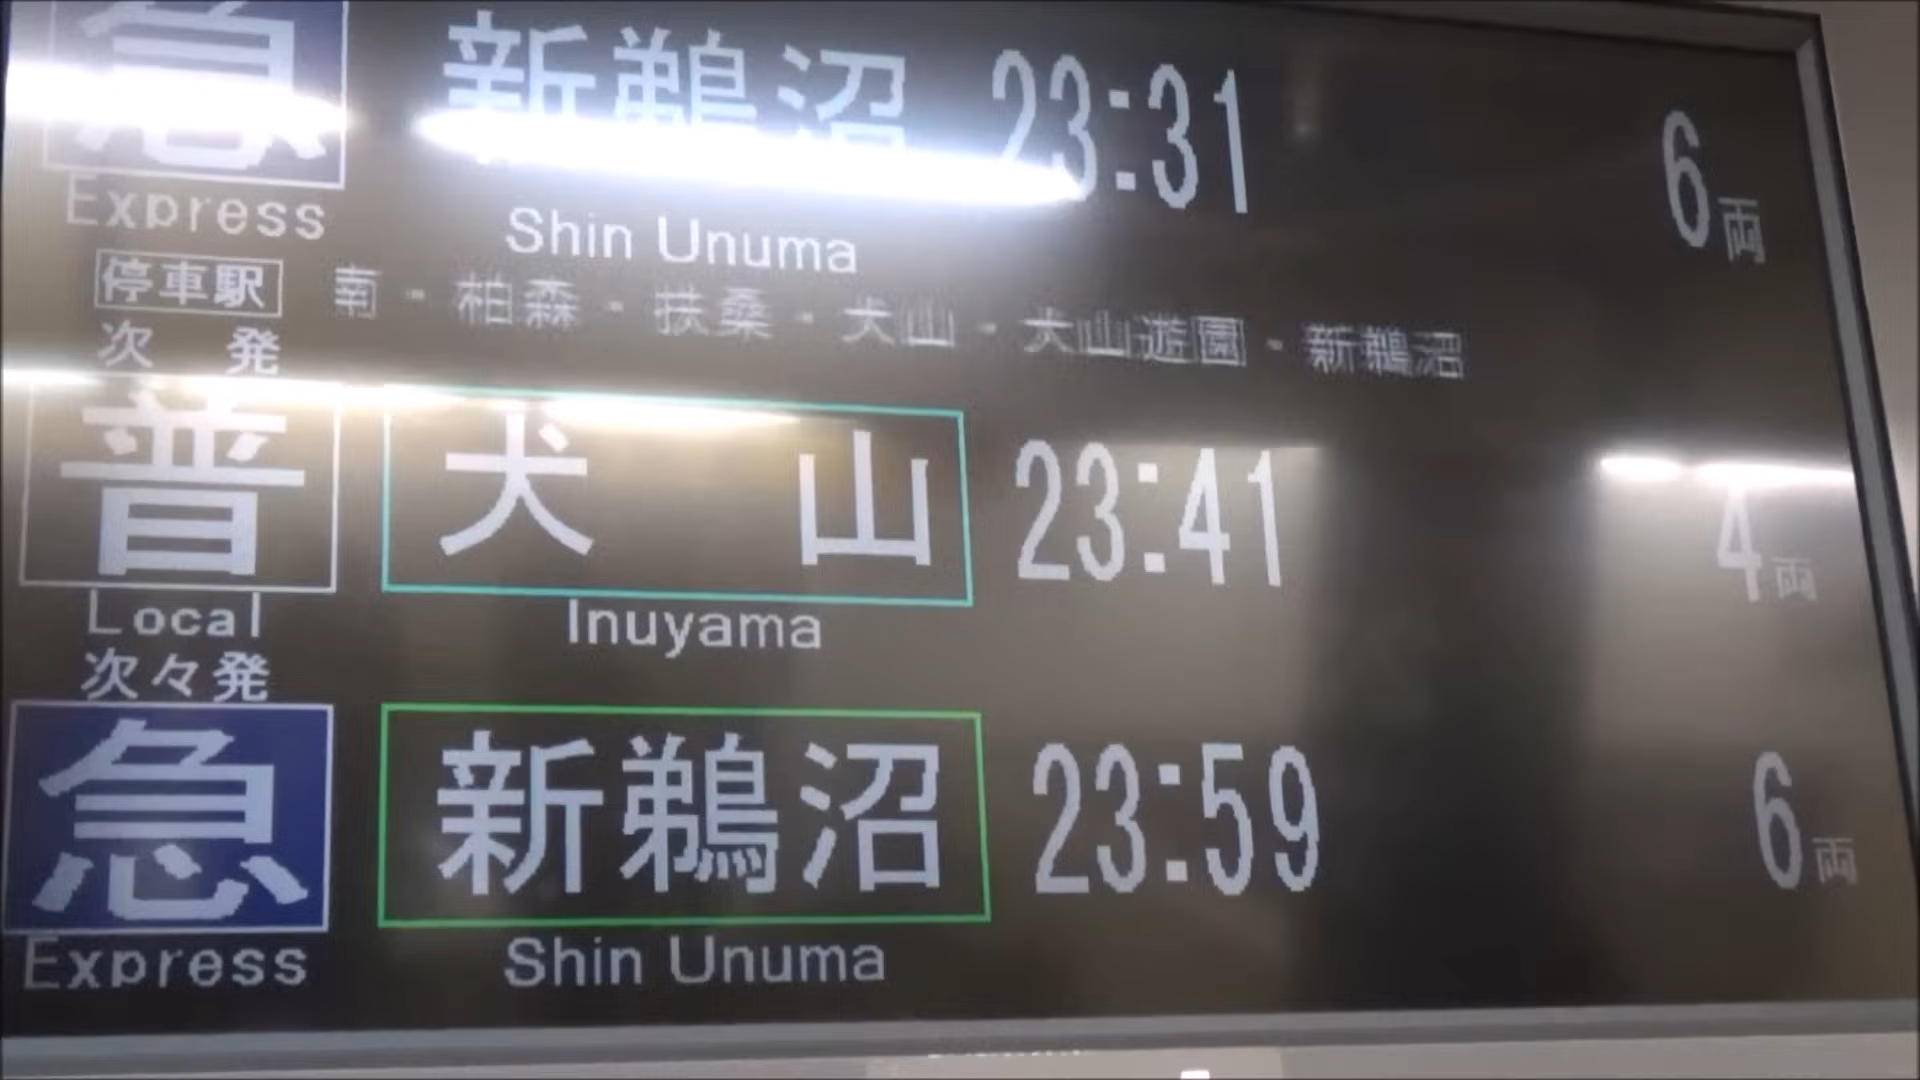 急 新鵜沼 23:31 6両
Express Shin Unuma
停車駅 南・柏森・扶桑・犬山・犬山遊園・新鵜沼
次 発
普 犬 山 23:41 4両
Local Inuyama
次々発
急 新鵜沼 23:59 6両
Express Shin Unuma